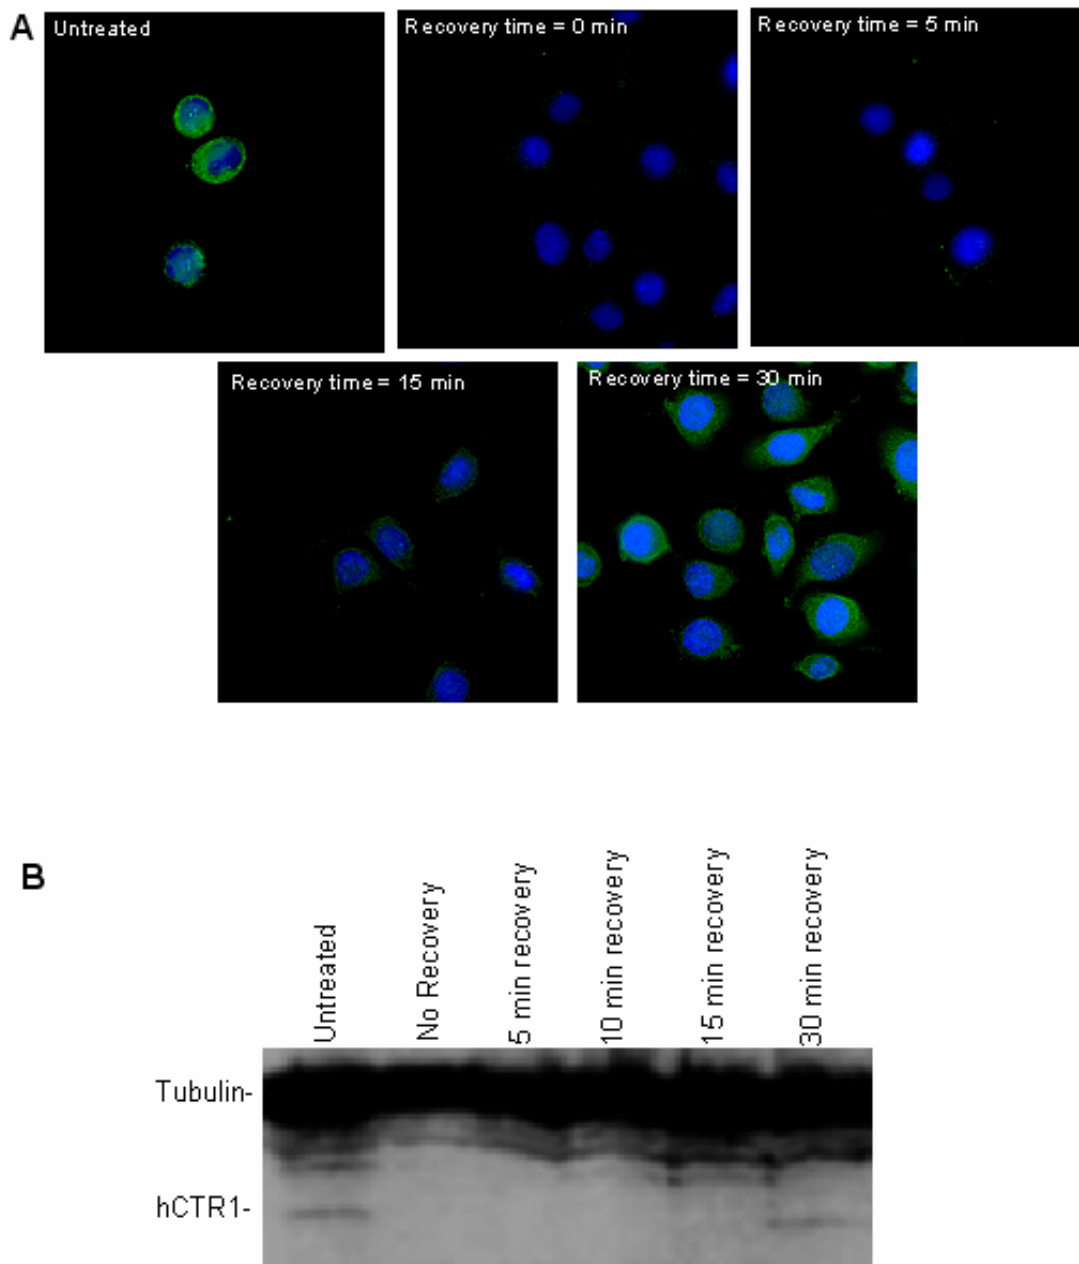 A
Untreated
Recovery time = 0 min
Recovery time = 5 min
Recovery time = 15 min
Recovery time = 30 min
B
Untreated
No Recovery
5 min recovery
10 min recovery
15 min recovery
30 min recovery
Tubulin-
hCTR1-